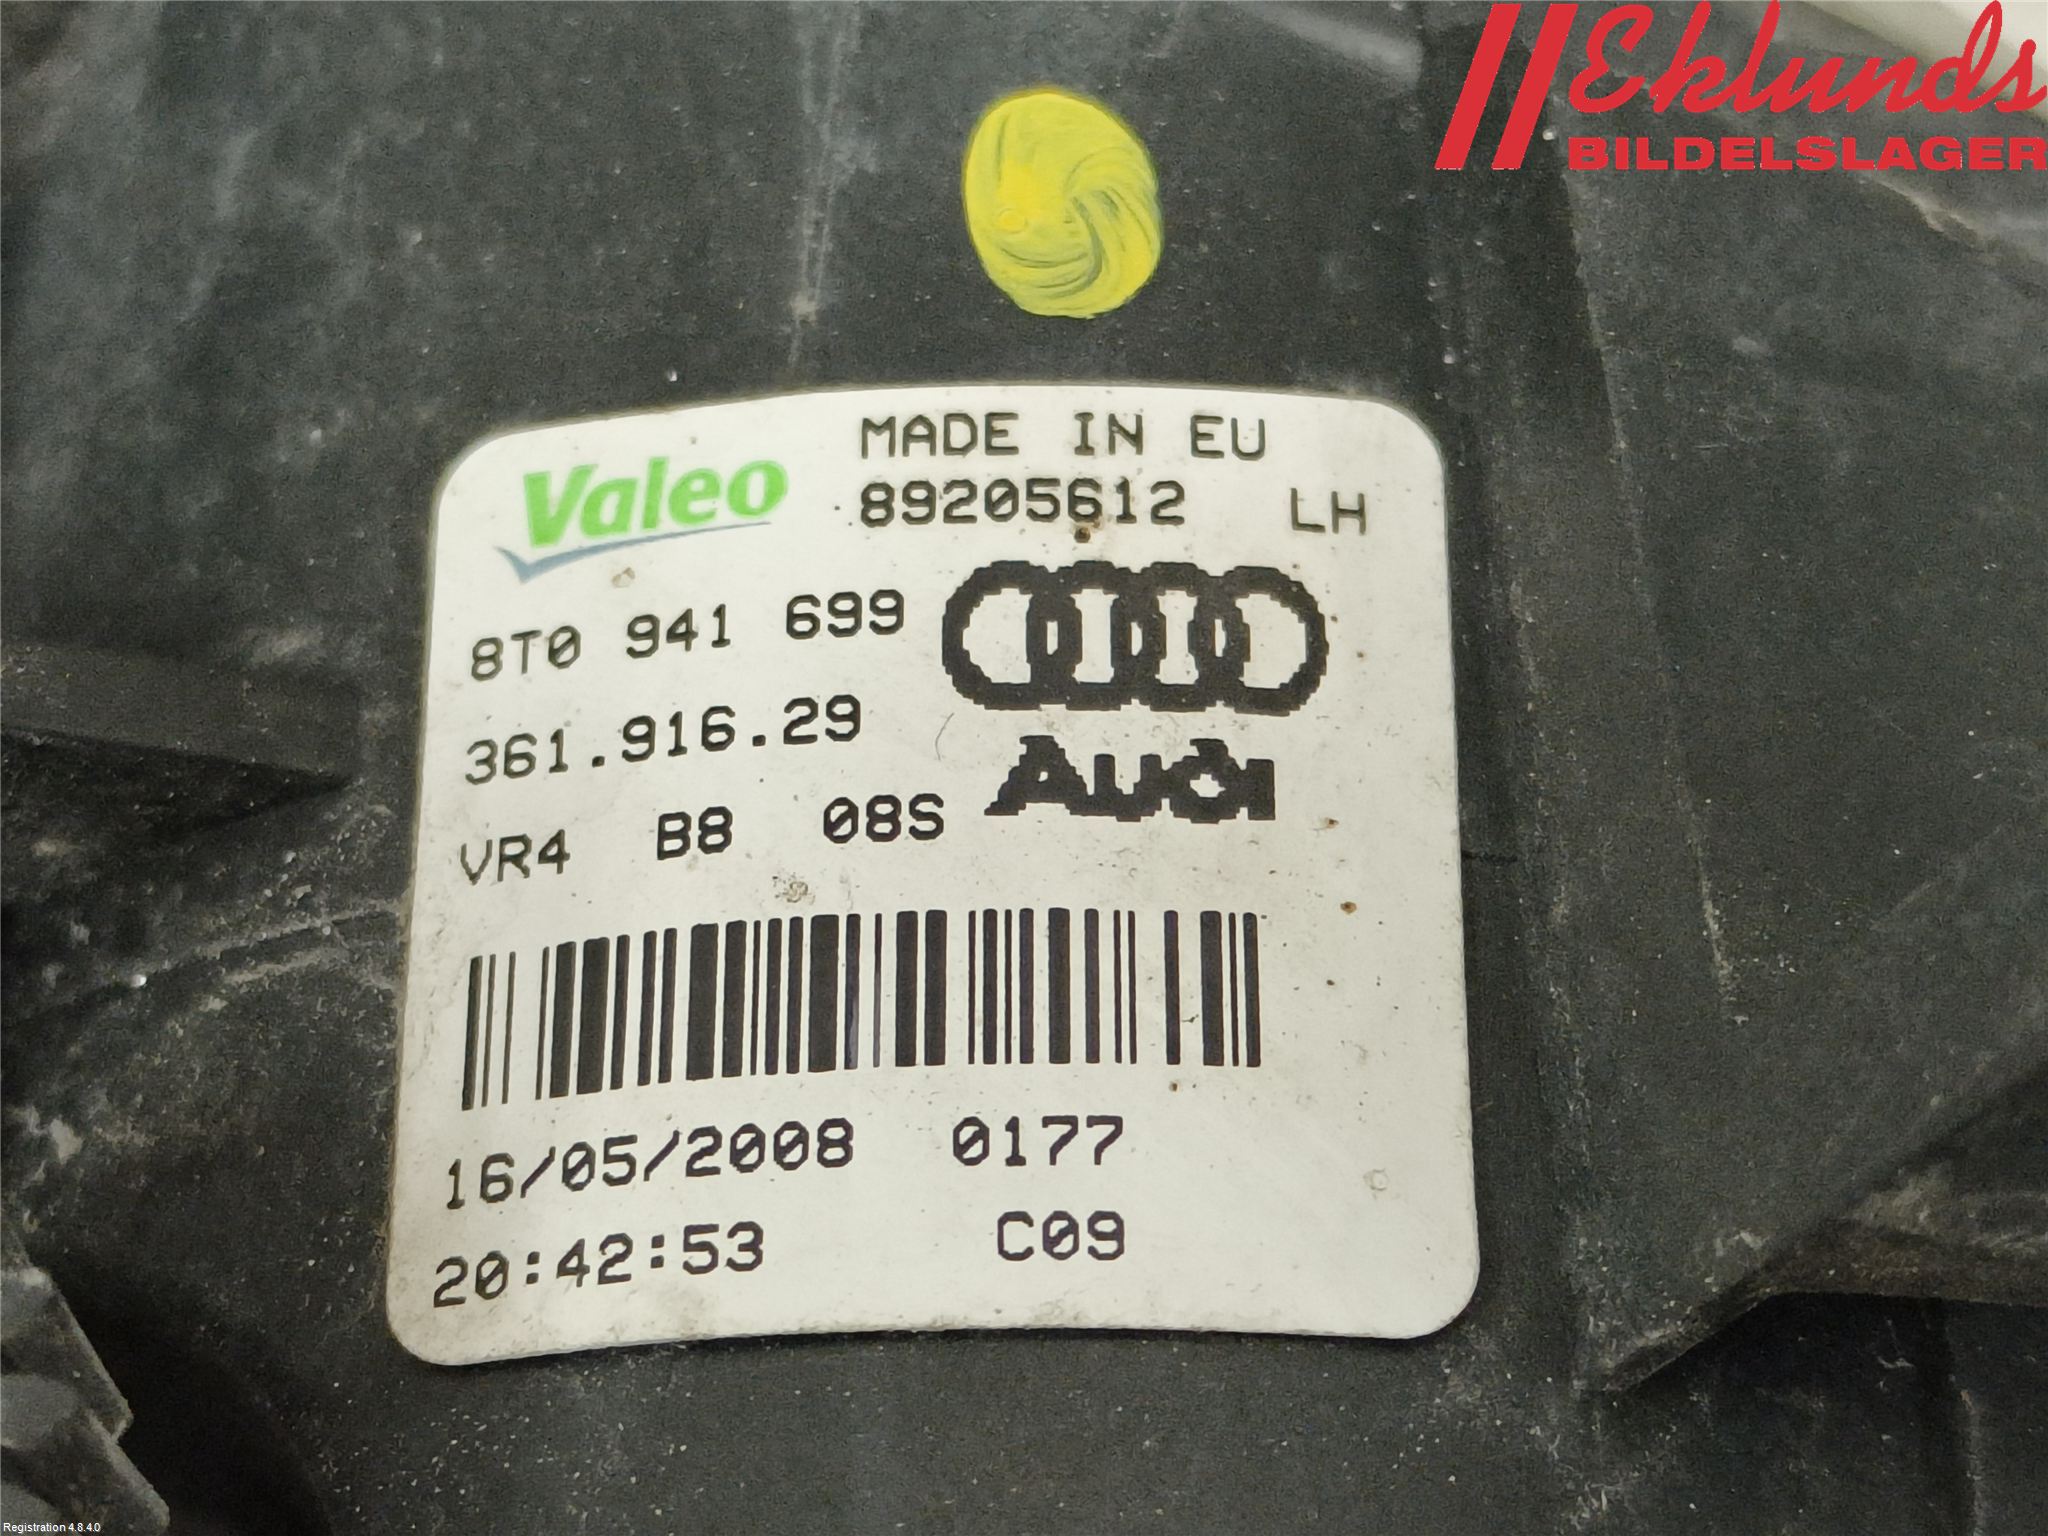 Eklunds
BILDELSLAGER
MADE IN EU
Valeo 89205612 LH
8T0 941 699
361.916.29
Audi
VR4 B8 08S
16/05/2008 0177
20:42:53 C09
Registration 4.8.4.0